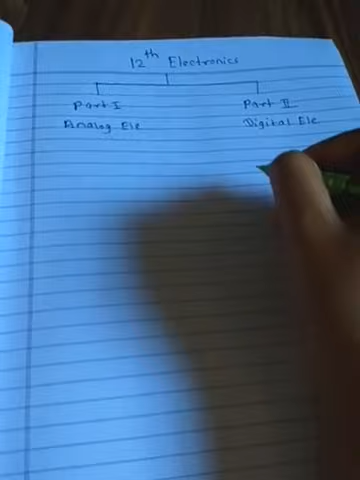 12th Electronics
Part I
Part II
Analog Ele
Digital Ele